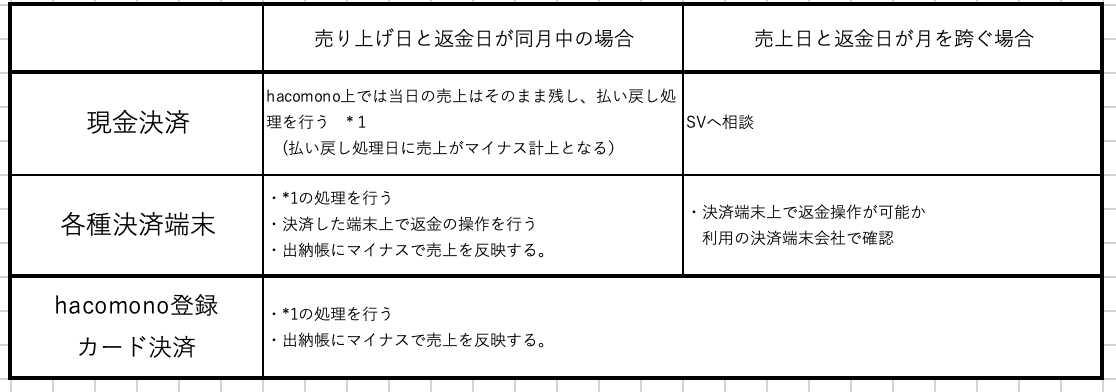 売り上げ日と返金日が同月中の場合
売上日と返金日が月を跨ぐ場合
現金決済
hacomono上では当日の売上はそのまま残し、払い戻し処
理を行う　*1
（払い戻し処理日に売上がマイナス計上となる）
SVへ相談
各種決済端末
・*1の処理を行う
・決済した端末上で返金の操作を行う
・出納帳にマイナスで売上を反映する。
・決済端末上で返金操作が可能か
利用の決済端末会社で確認
hacomono登録
カード決済
・*1の処理を行う
・出納帳にマイナスで売上を反映する。